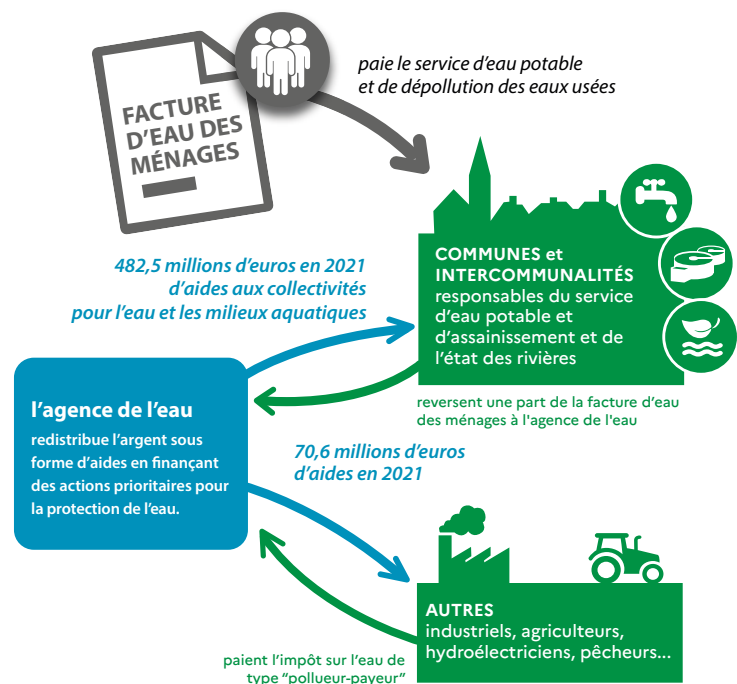 FACTURE
D’EAU DES
MÉNAGES
paie le service d’eau potable
et de dépollution des eaux usées
482,5 millions d’euros en 2021
d’aides aux collectivités
pour l’eau et les milieux aquatiques
COMMUNES et
INTERCOMMUNALITÉS
responsables du service
d’eau potable et
d’assainissement et de
l’état des rivières
reversent une part de la facture d’eau
des ménages à l'agence de l'eau
l’agence de l’eau
redistribue l’argent sous
forme d’aides en finançant
des actions prioritaires pour
la protection de l’eau.
70,6 millions d’euros
d’aides en 2021
AUTRES
industriels, agriculteurs,
hydroélectriciens, pêcheurs...
paient l’impôt sur l’eau de
type “pollueur-payeur”